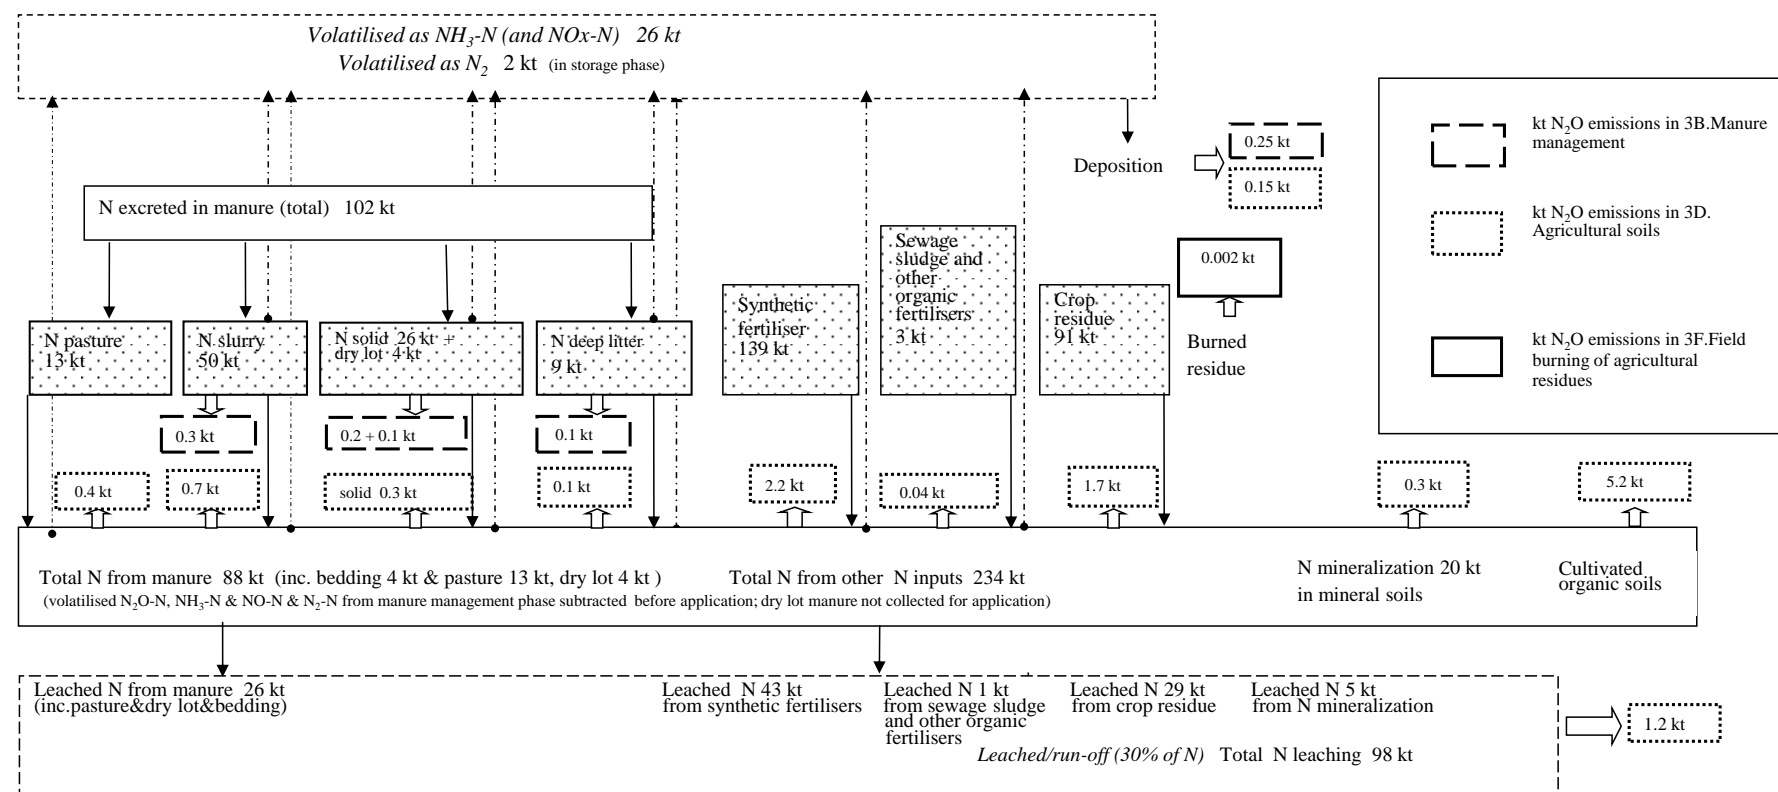 Volatilised as NH3-N (and NOx-N) 26 kt
Volatilised as N2 2 kt (in storage phase)
Deposition
0.25 kt
0.15 kt
kt N2O emissions in 3B.Manure
management
kt N2O emissions in 3D.
Agricultural soils
kt N2O emissions in 3F.Field
burning of agricultural
residues
N excreted in manure (total) 102 kt
N pasture
13 kt
N slurry
50 kt
N solid 26 kt +
dry lot 4 kt
N deep litter
9 kt
Synthetic
fertiliser
139 kt
Sewage
sludge and
other
organic
fertilisers
3 kt
Crop
residue
91 kt
0.002 kt
Burned
residue
0.3 kt
0.2 + 0.1 kt
0.1 kt
0.4 kt
0.7 kt
solid 0.3 kt
0.1 kt
2.2 kt
0.04 kt
1.7 kt
0.3 kt
5.2 kt
Total N from manure 88 kt (inc. bedding 4 kt & pasture 13 kt, dry lot 4 kt )
(volatilised N2O-N, NH3-N & NO-N & N2-N from manure management phase subtracted before application; dry lot manure not collected for application)
Total N from other N inputs 234 kt
N mineralization 20 kt
in mineral soils
Cultivated
organic soils
Leached N from manure 26 kt
(inc.pasture&dry lot&bedding)
Leached N 43 kt
from synthetic fertilisers
Leached N 1 kt
from sewage sludge
and other organic
fertilisers
Leached N 29 kt
from crop residue
Leached N 5 kt
from N mineralization
Leached/run-off (30% of N) Total N leaching 98 kt
1.2 kt